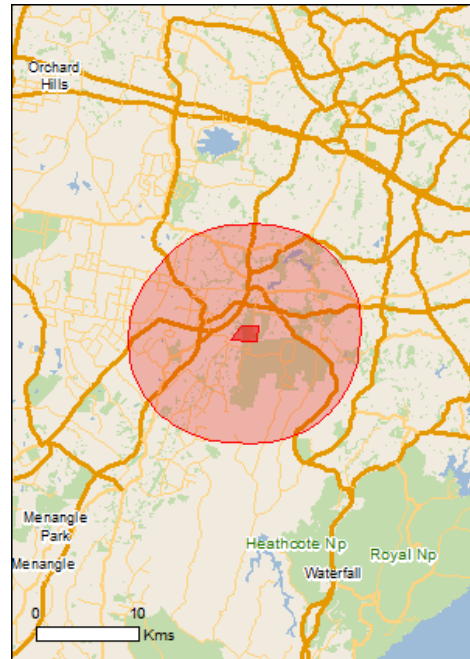 Orchard
Hills
Menangle
Park
Menangle
Heathcote Np
Royal Np
Waterfall
0
10
Kms